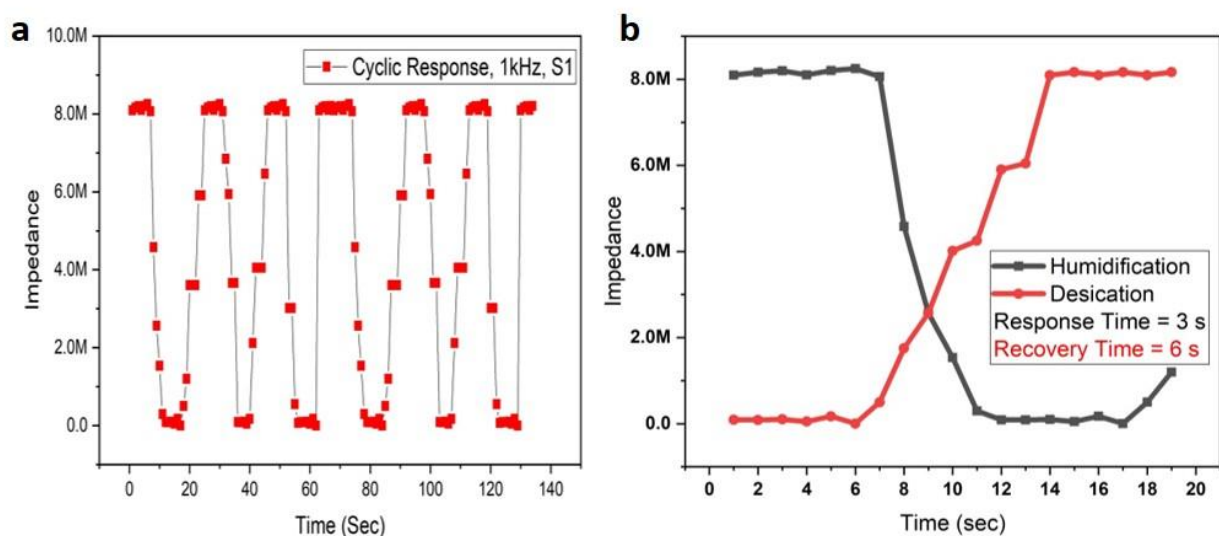 a
10.0M
8.0M
6.0M
4.0M
2.0M
0.0
Impedance
Cyclic Response, 1kHz, S1
0 20 40 60 80 100 120 140
Time (Sec)
b
8.0M
6.0M
4.0M
2.0M
0.0
Impedance
Humidification
Desication
Response Time = 3 s
Recovery Time = 6 s
0 2 4 6 8 10 12 14 16 18 20
Time (sec)